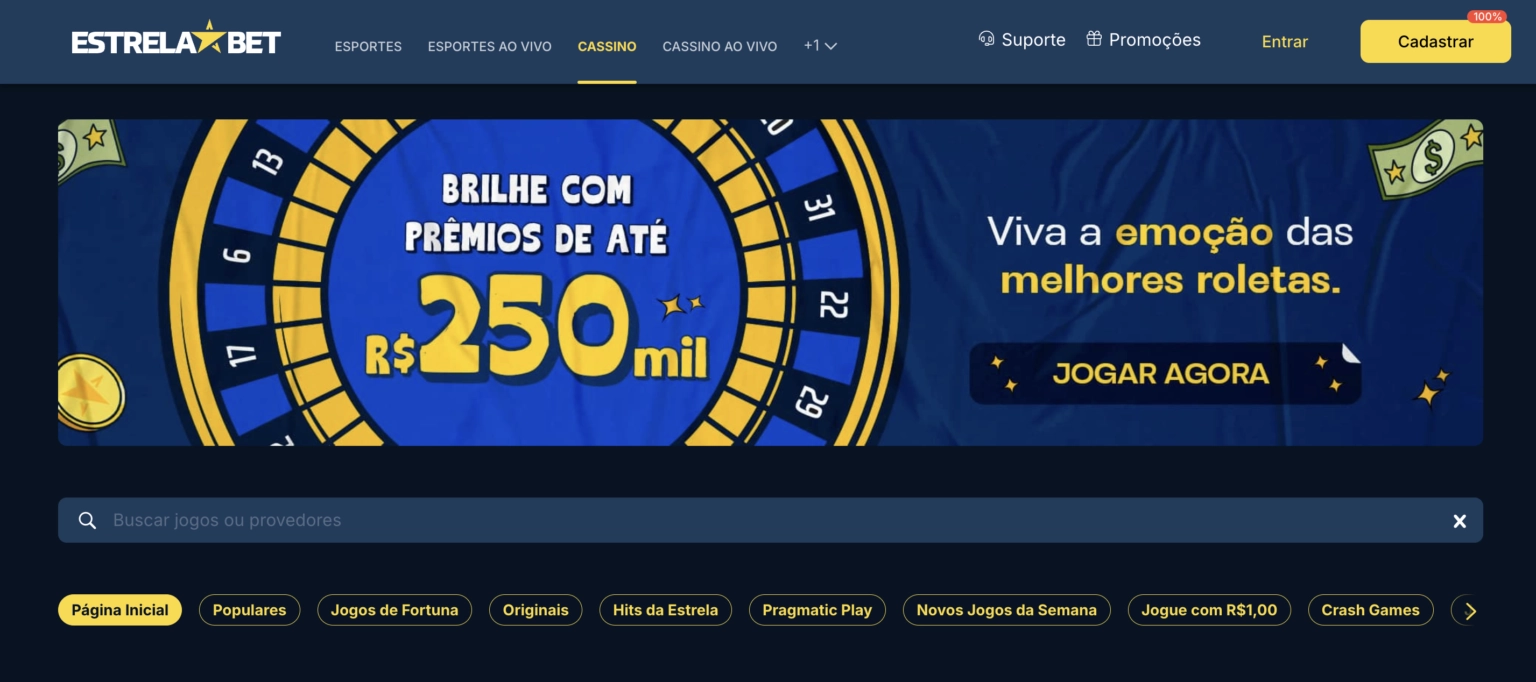 ESTRELA BET
ESPORTES
ESPORTES AO VIVO
CASSINO
CASSINO AO VIVO
+1
Suporte
Promoções
Entrar
100%
Cadastrar
13
6
17
31
22
29
BRILHE COM
PRÊMIOS DE ATÉ
R$250mil
Viva a emoção das
melhores roletas.
JOGAR AGORA
Buscar jogos ou provedores
Página Inicial
Populares
Jogos de Fortuna
Originais
Hits da Estrela
Pragmatic Play
Novos Jogos da Semana
Jogue com R$1,00
Crash Games